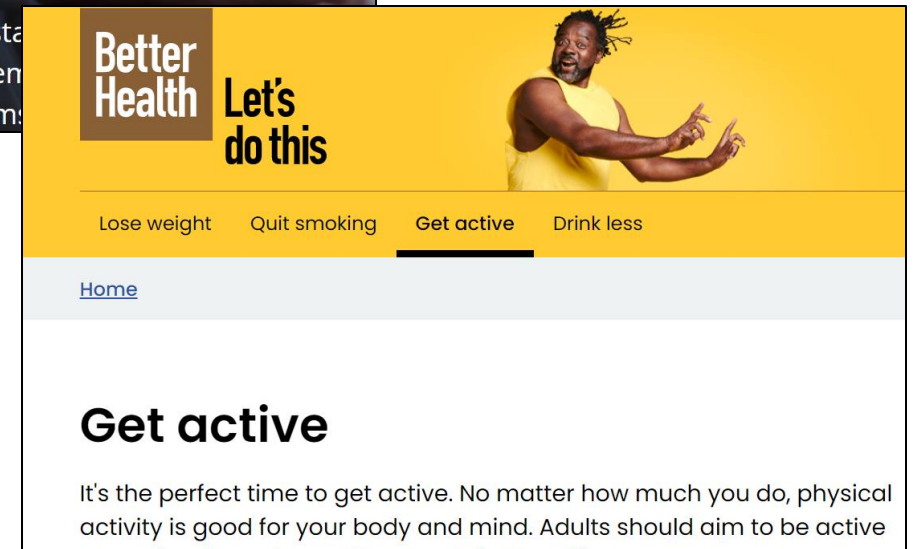 Better
Health
Let's
do this
Lose weight
Quit smoking
Get active
Drink less
Home
Get active
It's the perfect time to get active. No matter how much you do, physical
activity is good for your body and mind. Adults should aim to be active